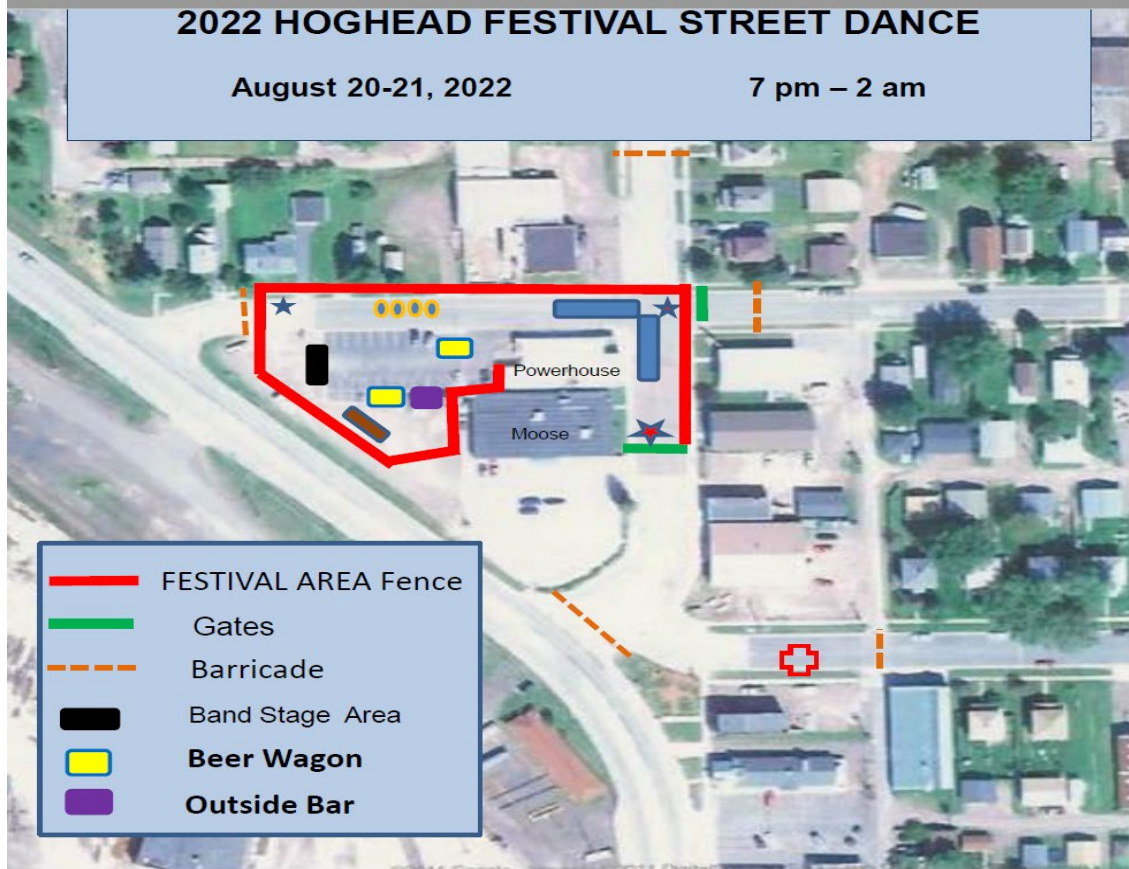 2022 HOGHEAD FESTIVAL STREET DANCE
August 20-21, 2022 7 pm – 2 am
Powerhouse
Moose
FESTIVAL AREA Fence
Gates
Barricade
Band Stage Area
Beer Wagon
Outside Bar